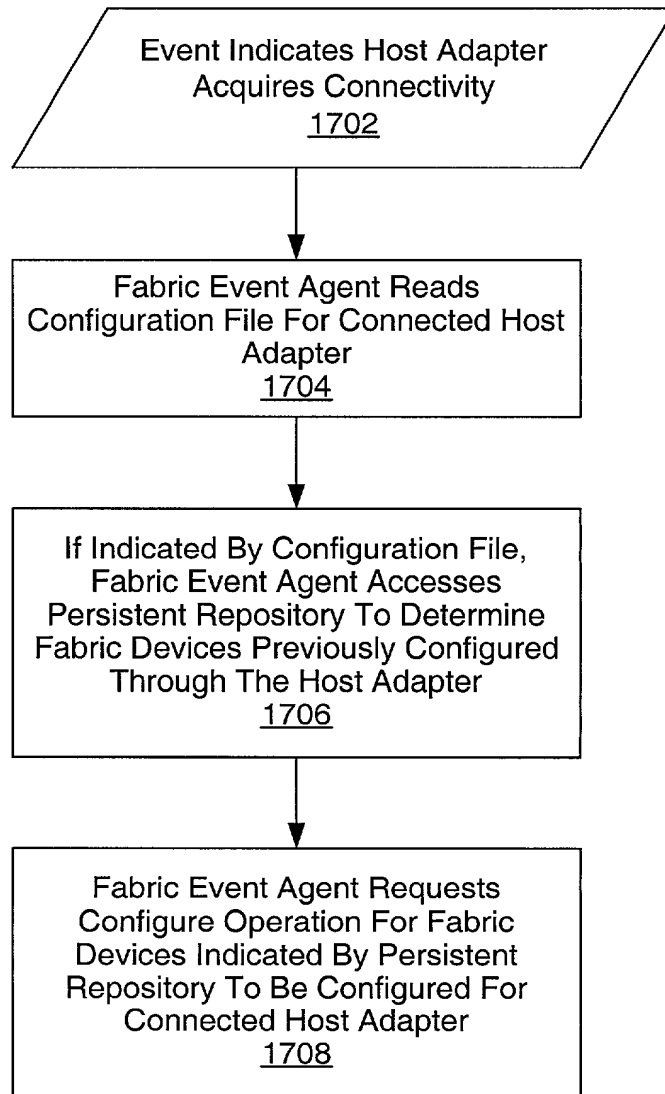 Event Indicates Host Adapter
Acquires Connectivity
1702
Fabric Event Agent Reads
Configuration File For Connected Host
Adapter
1704
If Indicated By Configuration File,
Fabric Event Agent Accesses
Persistent Repository To Determine
Fabric Devices Previously Configured
Through The Host Adapter
1706
Fabric Event Agent Requests
Configure Operation For Fabric
Devices Indicated By Persistent
Repository To Be Configured For
Connected Host Adapter
1708